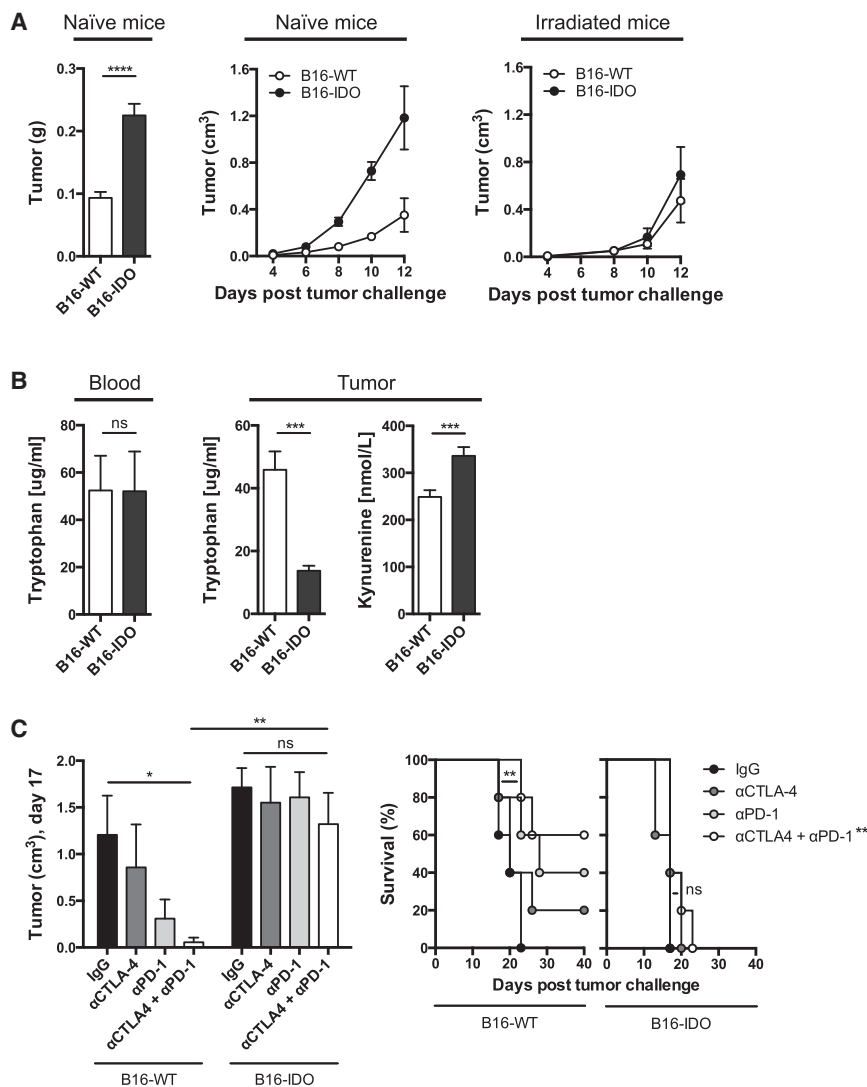 A
Naïve mice
Naïve mice
Irradiated mice
Tumor (g)
0.3
0.2
0.1
0.0
****
B16-WT
B16-IDO
Tumor (cm³)
1.6
1.2
0.8
0.4
0.0
B16-WT
B16-IDO
4 6 8 10 12
Days post tumor challenge
Tumor (cm³)
1.6
1.2
0.8
0.4
0.0
B16-WT
B16-IDO
4 6 8 10 12
Days post tumor challenge
B
Blood
Tumor
Tryptophan [ug/ml]
80
60
40
20
0
ns
B16-WT
B16-IDO
Tryptophan [ug/ml]
60
40
20
0
***
B16-WT
B16-IDO
Kynurenine [nmol/L]
400
300
200
100
0
***
B16-WT
B16-IDO
C
Tumor (cm³), day 17
2.0
1.5
1.0
0.5
0.0
*
**
ns
IgG
αCTLA-4
αPD-1
αCTLA4 + αPD-1
IgG
αCTLA-4
αPD-1
αCTLA4 + αPD-1
B16-WT
B16-IDO
Survival (%)
100
80
60
40
20
0
**
0 10 20 30 40
ns
0 10 20 30 40
Days post tumor challenge
B16-WT
B16-IDO
IgG
αCTLA-4
αPD-1
αCTLA4 + αPD-1**